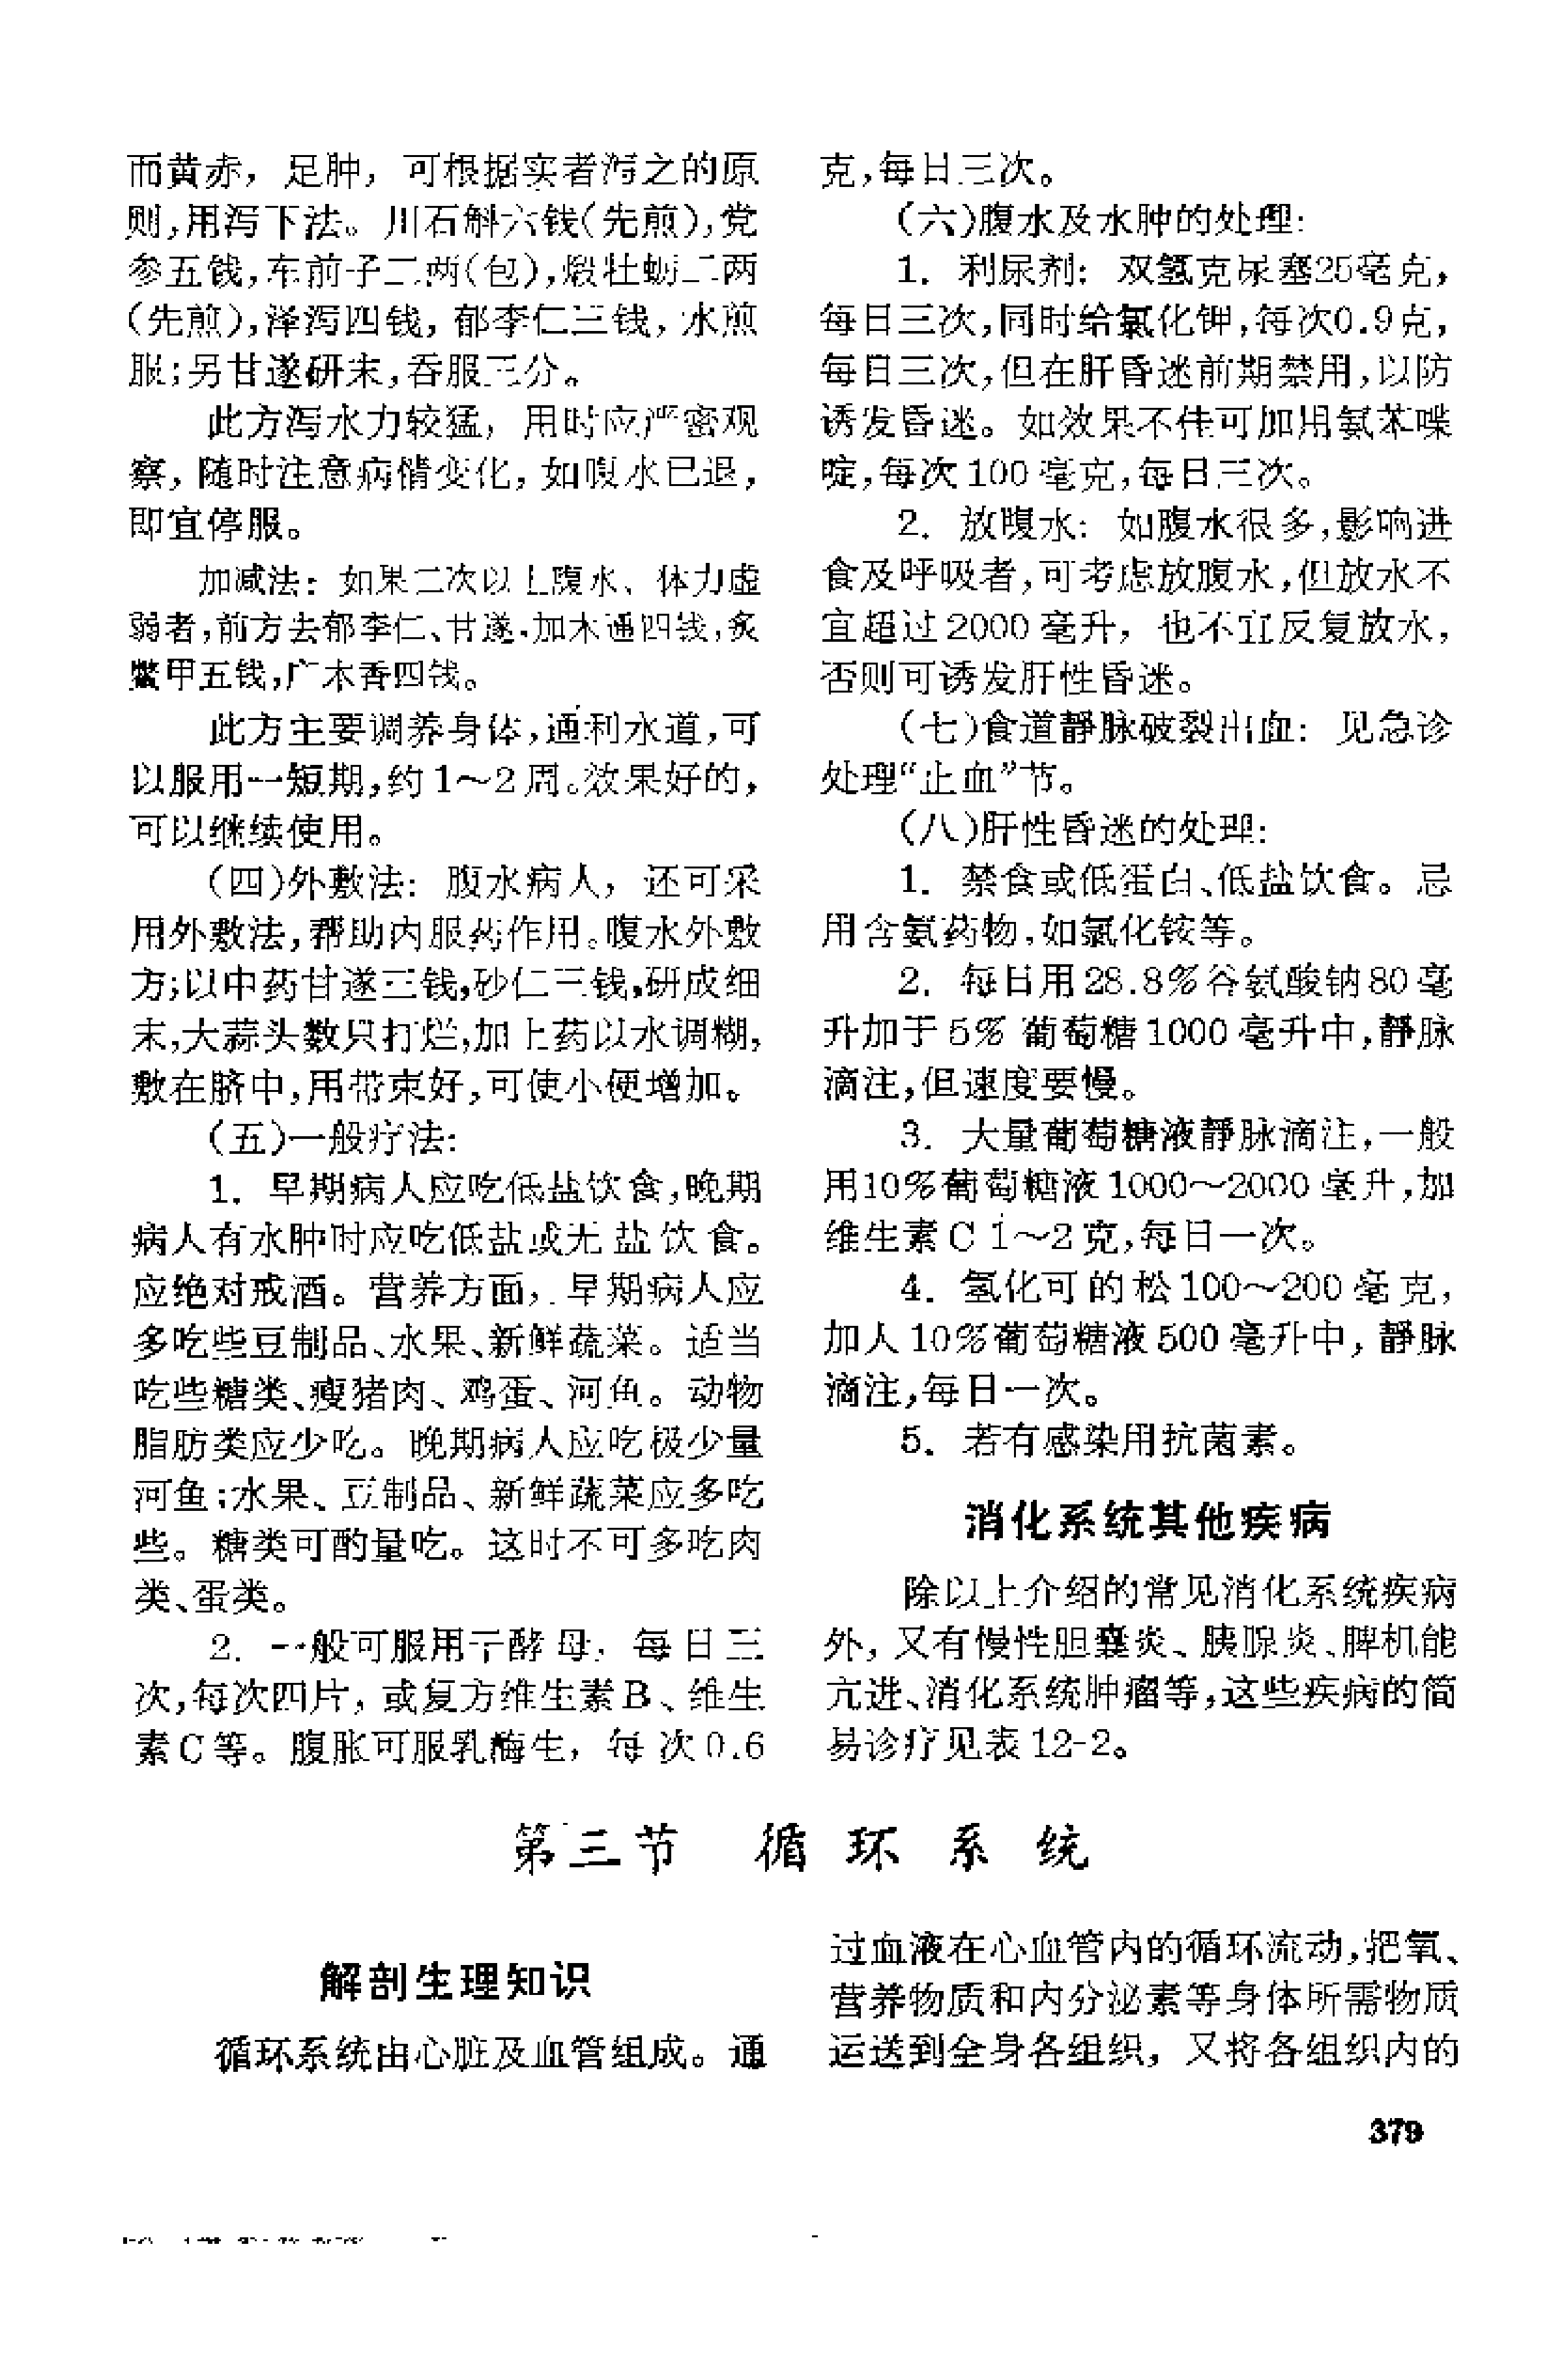 而黄赤，足肿，可根据实者泻之的原
则,用泻下法。川石斛六钱(先煎),党
参五钱,车前子二两(包),煅牡蛎二两
(先煎),泽泻四钱,郁李仁三钱,水煎
服;另甘遂研末,吞服三分。
此方泻水力较猛，用时应严密观
察,随时注意病情变化,如腹水已退,
即宜停服。
加减法：如果二次以上腹水、体力虚
弱者,前方去郁李仁、甘遂,加木通四钱,炙
鳖甲五钱,广木香四钱。
此方主要调养身体,通利水道,可
以服用一短期,约1～2周。效果好的,
可以继续使用。
(四)外敷法：腹水病人，还可采
用外敷法,帮助内服药作用。腹水外敷
方;以中药甘遂三钱,砂仁三钱,研成细
末,大蒜头数只打烂,加上药以水调糊,
敷在脐中,用带束好,可使小便增加。
(五)一般疗法:
1. 早期病人应吃低盐饮食,晚期
病人有水肿时应吃低盐或无盐饮食。
应绝对戒酒。营养方面,早期病人应
多吃些豆制品、水果、新鲜蔬菜。适当
吃些糖类、瘦猪肉、鸡蛋、河鱼。动物
脂肪类应少吃。晚期病人应吃极少量
河鱼;水果、豆制品、新鲜蔬菜应多吃
些。糖类可酌量吃。这时不可多吃肉
类、蛋类。
2. 一般可服用干酵母，每日三
次,每次四片，或复方维生素B、维生
素C等。腹胀可服乳酶生，每次0.6
克,每日三次。
(六)腹水及水肿的处理:
1. 利尿剂：双氢克尿塞25毫克,
每日三次,同时给氯化钾,每次0.9克,
每日三次,但在肝昏迷前期禁用,以防
诱发昏迷。如效果不佳可加用氨苯喋
啶,每次100毫克,每日三次。
2. 放腹水：如腹水很多,影响进
食及呼吸者,可考虑放腹水,但放水不
宜超过2000毫升，也不宜反复放水,
否则可诱发肝性昏迷。
(七)食道静脉破裂出血：见急诊
处理“止血”节。
(八)肝性昏迷的处理:
1. 禁食或低蛋白、低盐饮食。忌
用含氨药物,如氯化铵等。
2. 每日用28.8%谷氨酸钠80毫
升加于5%葡萄糖1000毫升中,静脉
滴注,但速度要慢。
3. 大量葡萄糖液静脉滴注,一般
用10%葡萄糖液1000～2000毫升,加
维生素C 1～2克,每日一次。
4. 氢化可的松100～200毫克,
加人10%葡萄糖液500毫升中，静脉
滴注,每日一次。
5. 若有感染用抗菌素。
消化系统其他疾病
除以上介绍的常见消化系统疾病
外，又有慢性胆囊炎、胰腺炎、脾机能
亢进、消化系统肿瘤等,这些疾病的简
易诊疗见表12-2。
第三节 循环系统
解剖生理知识
循环系统由心脏及血管组成。通
过血液在心血管内的循环流动,把氧、
营养物质和内分泌素等身体所需物质
运送到全身各组织，又将各组织内的
379